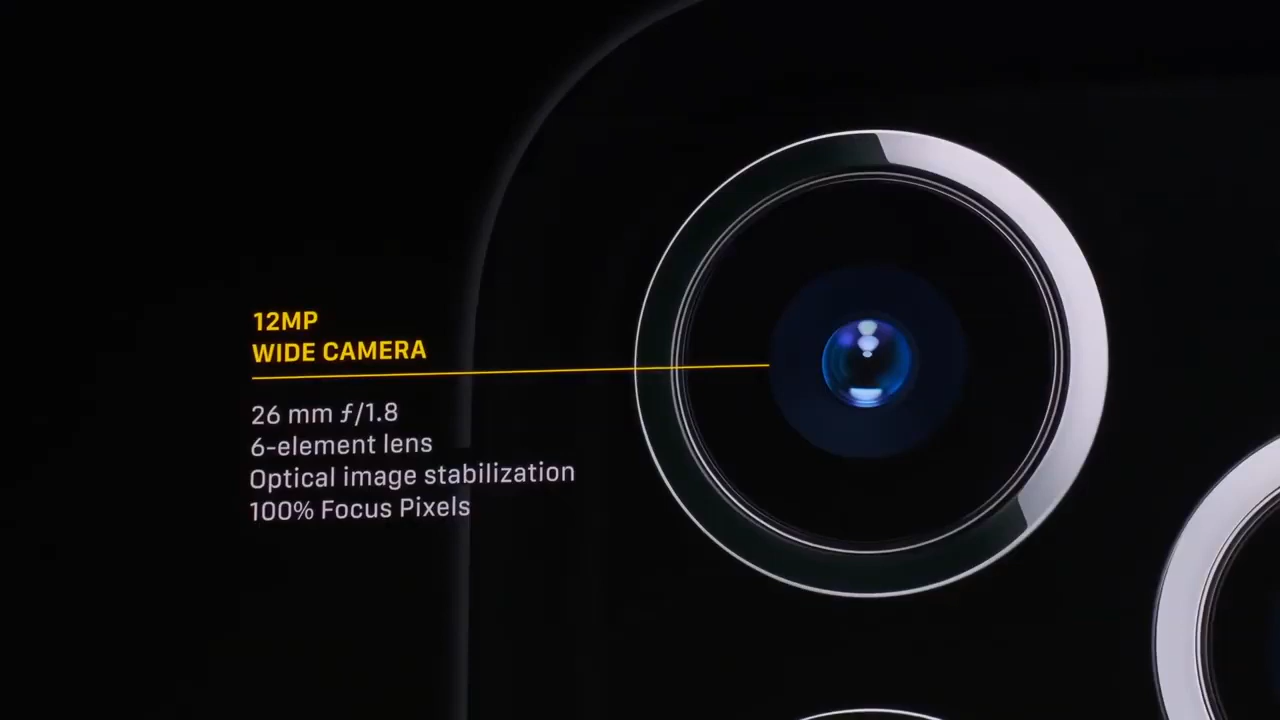 12MP
WIDE CAMERA
26 mm ƒ/1.8
6-element lens
Optical image stabilization
100% Focus Pixels